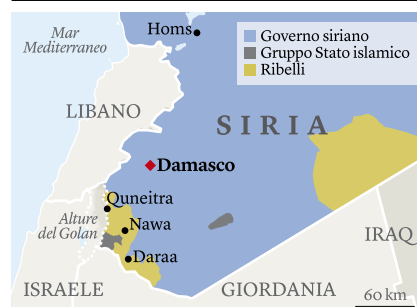 Homs
Mar
Mediterraneo
Governo siriano
Gruppo Stato islamico
Ribelli
LIBANO
SIRIA
Damasco
Quneitra
Alture
del Golan
Nawa
Daraa
IRAQ
ISRAELE
GIORDANIA
60 km